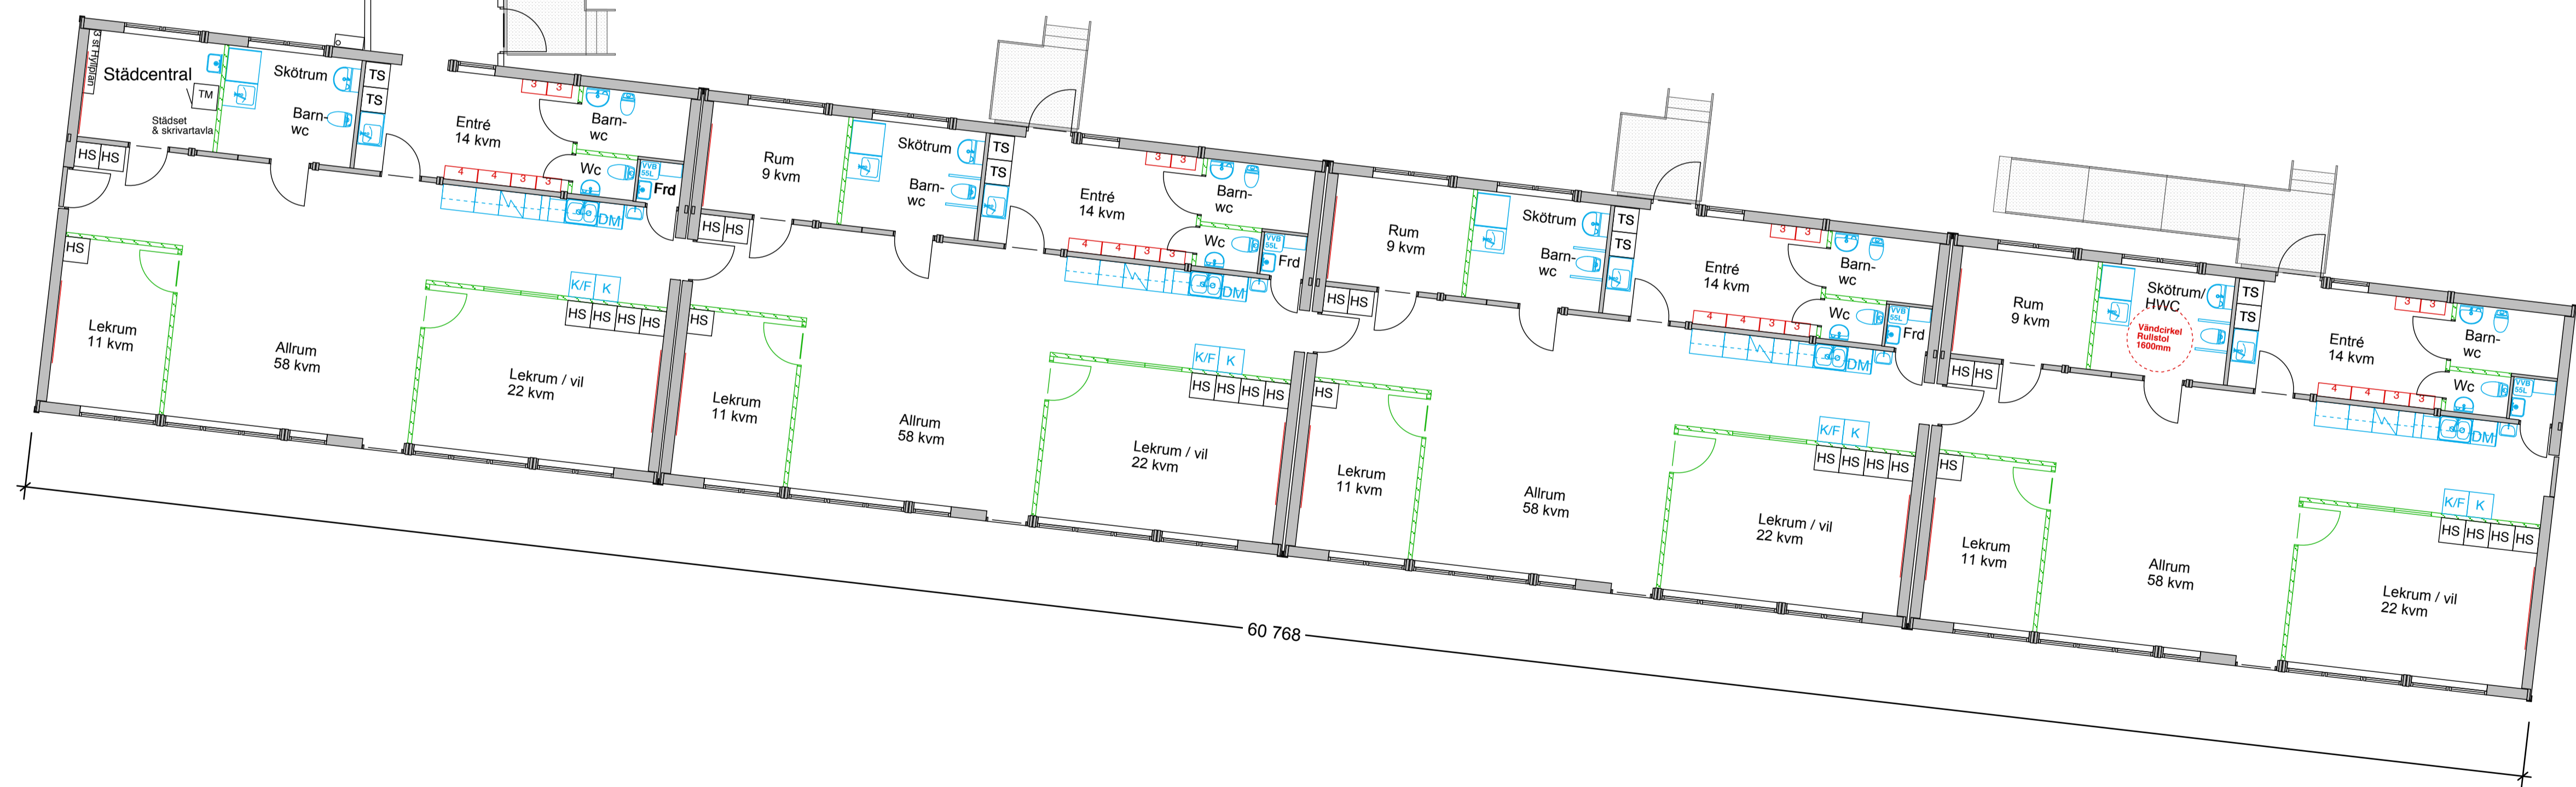 3 st Hyllplan
Städcentral
TM
Städset
& skrivartavla
Skötrum
Barn-
wc
TS
TS
HS HS
Entré
14 kvm
3 3
Barn-
wc
Wc
VVB
55L
Frd
4 4 3 3
DM
HS
Lekrum
11 kvm
Allrum
58 kvm
K/F K
HS HS HS HS
Lekrum / vil
22 kvm
Rum
9 kvm
Skötrum
Barn-
wc
TS
TS
HS HS
Entré
14 kvm
3 3
Barn-
wc
Wc
VVB
55L
Frd
4 4 3 3
DM
HS
Lekrum
11 kvm
Allrum
58 kvm
K/F K
HS HS HS HS
Lekrum / vil
22 kvm
Rum
9 kvm
Skötrum
Barn-
wc
TS
TS
HS HS
Entré
14 kvm
3 3
Barn-
wc
Wc
VVB
55L
Frd
4 4 3 3
DM
HS
Lekrum
11 kvm
Allrum
58 kvm
K/F K
HS HS HS HS
Lekrum / vil
22 kvm
Rum
9 kvm
Skötrum/
HWC
Vändcirkel
Rullstol
1600mm
TS
TS
HS HS
Entré
14 kvm
3 3
Barn-
wc
Wc
VVB
55L
4 4 3 3
DM
HS
Lekrum
11 kvm
Allrum
58 kvm
K/F K
HS HS HS HS
Lekrum / vil
22 kvm
60 768